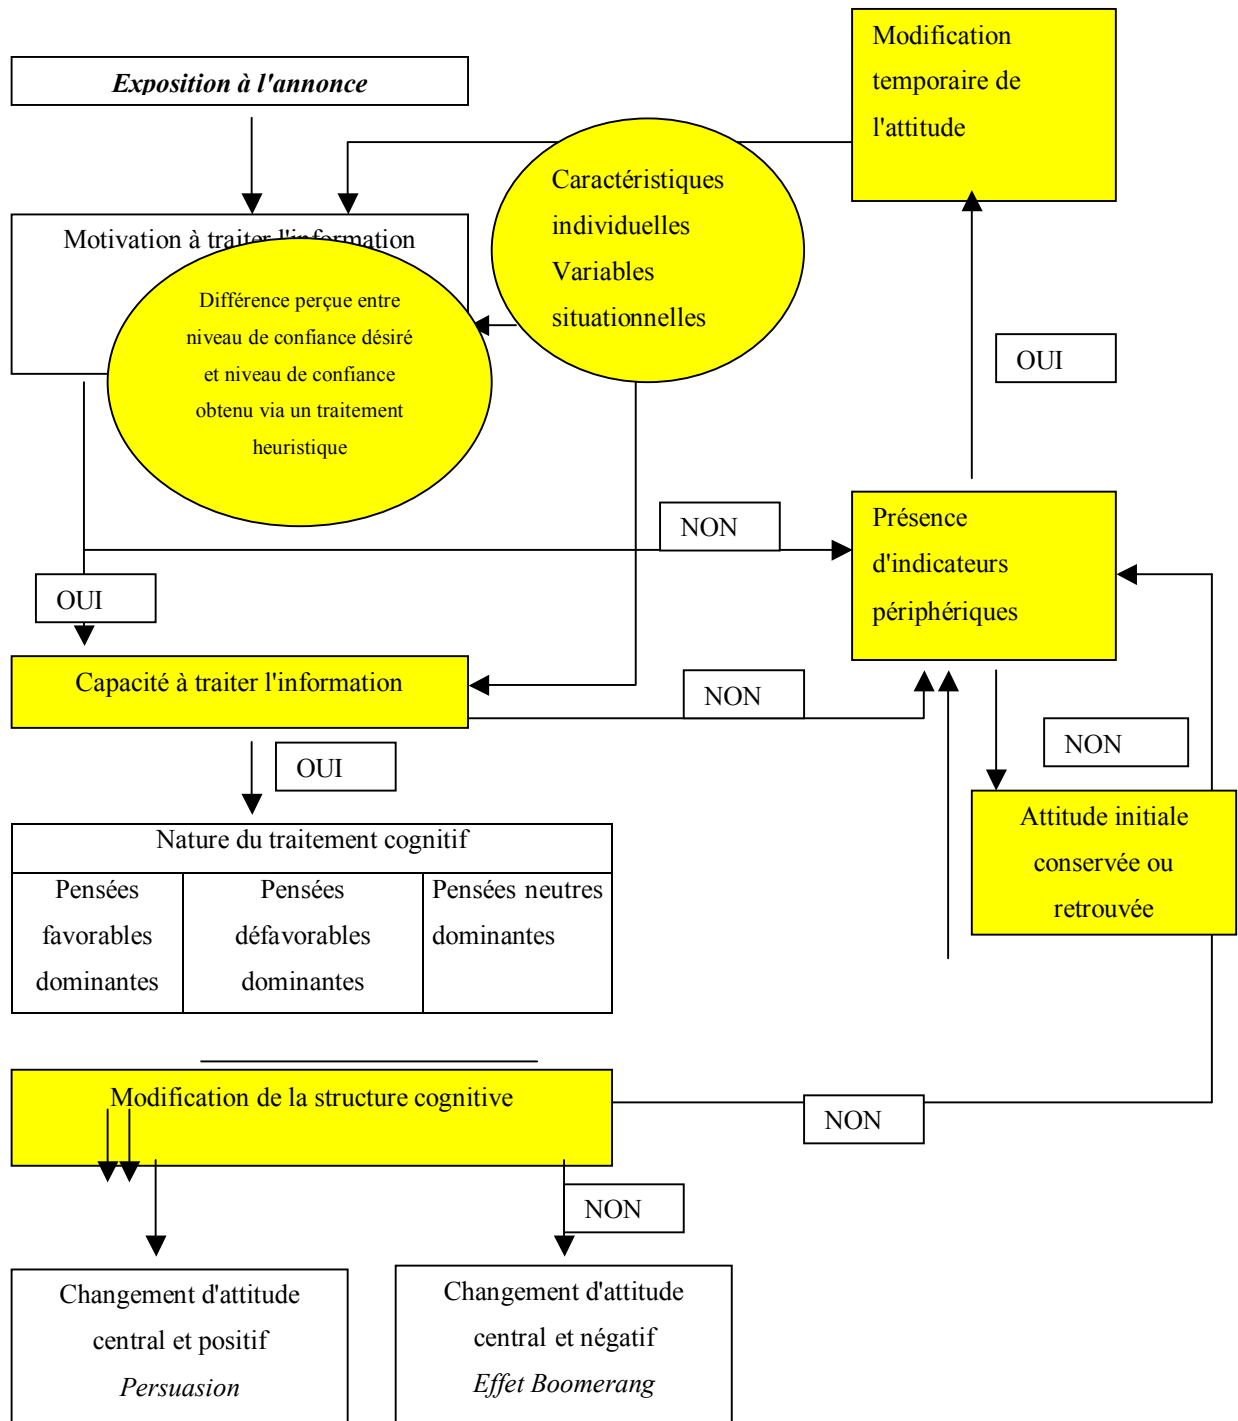 Exposition à l'annonce
Modification
temporaire de
l'attitude
Caractéristiques
individuelles
Variables
situationnelles
Motivation à traiter l'information
Différence perçue entre
niveau de confiance désiré
et niveau de confiance
obtenu via un traitement
heuristique
OUI
NON
Présence
d'indicateurs
périphériques
OUI
Capacité à traiter l'information
NON
NON
OUI
Attitude initiale
conservée ou
retrouvée
Nature du traitement cognitif
Pensées
favorables
dominantes
Pensées
défavorables
dominantes
Pensées neutres
dominantes
Modification de la structure cognitive
NON
NON
Changement d'attitude
central et positif
Persuasion
Changement d'attitude
central et négatif
Effet Boomerang